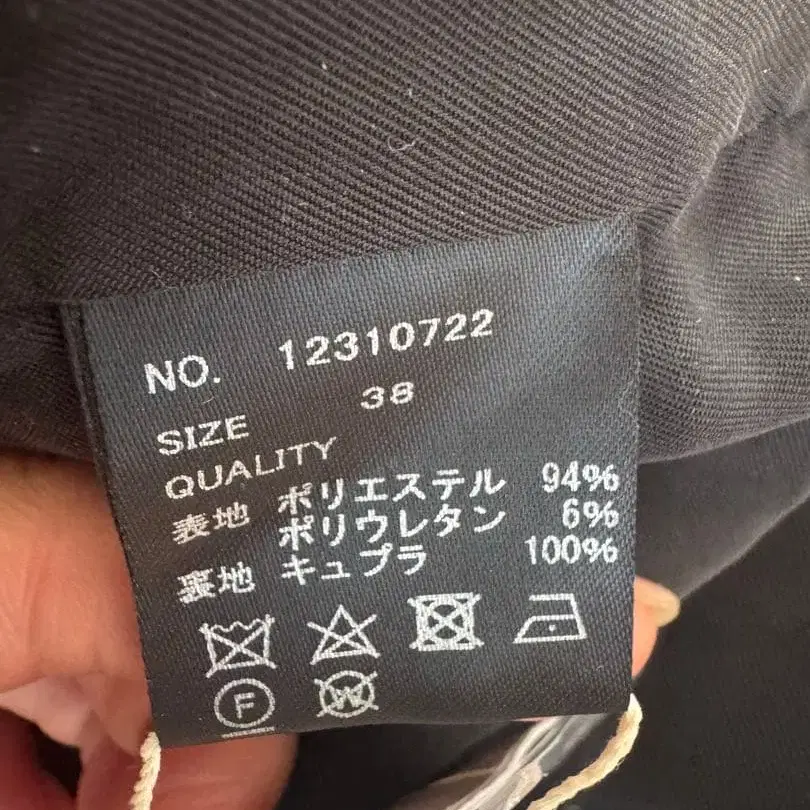 NO. 12310722
SIZE 38
QUALITY
表地 ポリエステル 94%
ポリウレタン 6%
裏地 キュプラ 100%
F W